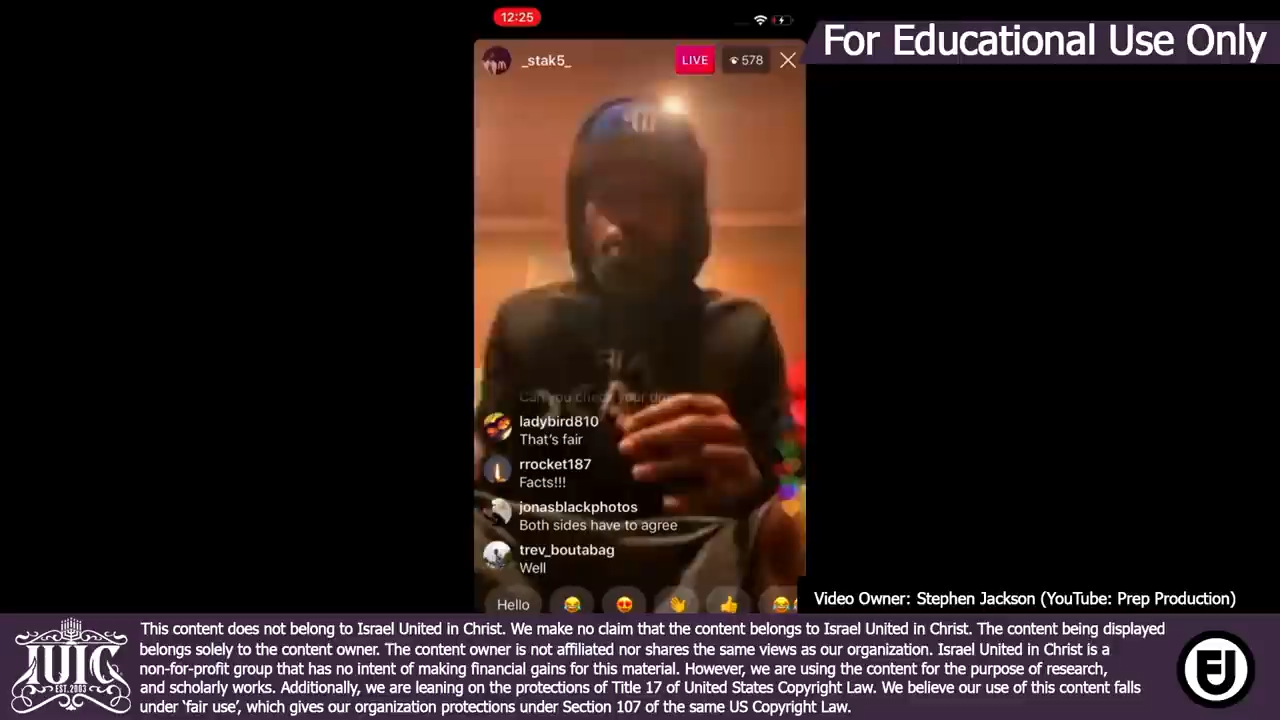 12:25
For Educational Use Only
_stak5_
LIVE
578
Can you check your
ladybird810
That's fair
rrocket187
Facts!!!
jonasblackphotos
Both sides have to agree
trev_boutabag
Well
Hello
Video Owner: Stephen Jackson (YouTube: Prep Production)
This content does not belong to Israel United in Christ. We make no claim that the content belongs to Israel United in Christ. The content being displayed
belongs solely to the content owner. The content owner is not affiliated nor shares the same views as our organization. Israel United in Christ is a
non-for-profit group that has no intent of making financial gains for this material. However, we are using the content for the purpose of research,
and scholarly works. Additionally, we are leaning on the protections of Title 17 of United States Copyright Law. We believe our use of this content falls
under 'fair use', which gives our organization protections under Section 107 of the same US Copyright Law.
IUIC
EST.2003